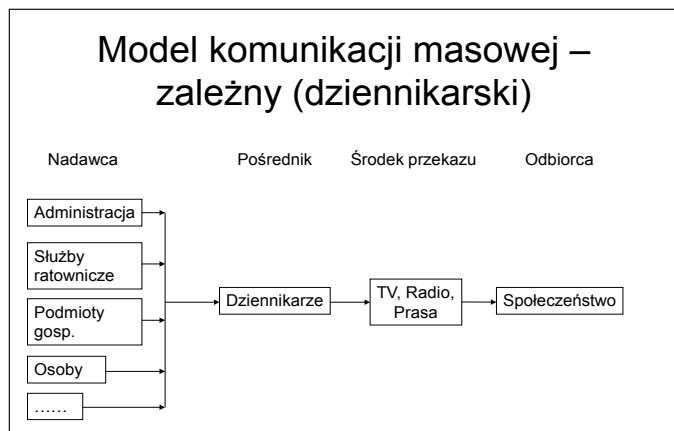 Model komunikacji masowej –
zależny (dziennikarski)
Nadawca
Pośrednik
Środek przekazu
Odbiorca
Administracja
Służby
ratownicze
Podmioty
gosp.
Osoby
……
Dziennikarze
TV, Radio,
Prasa
Społeczeństwo